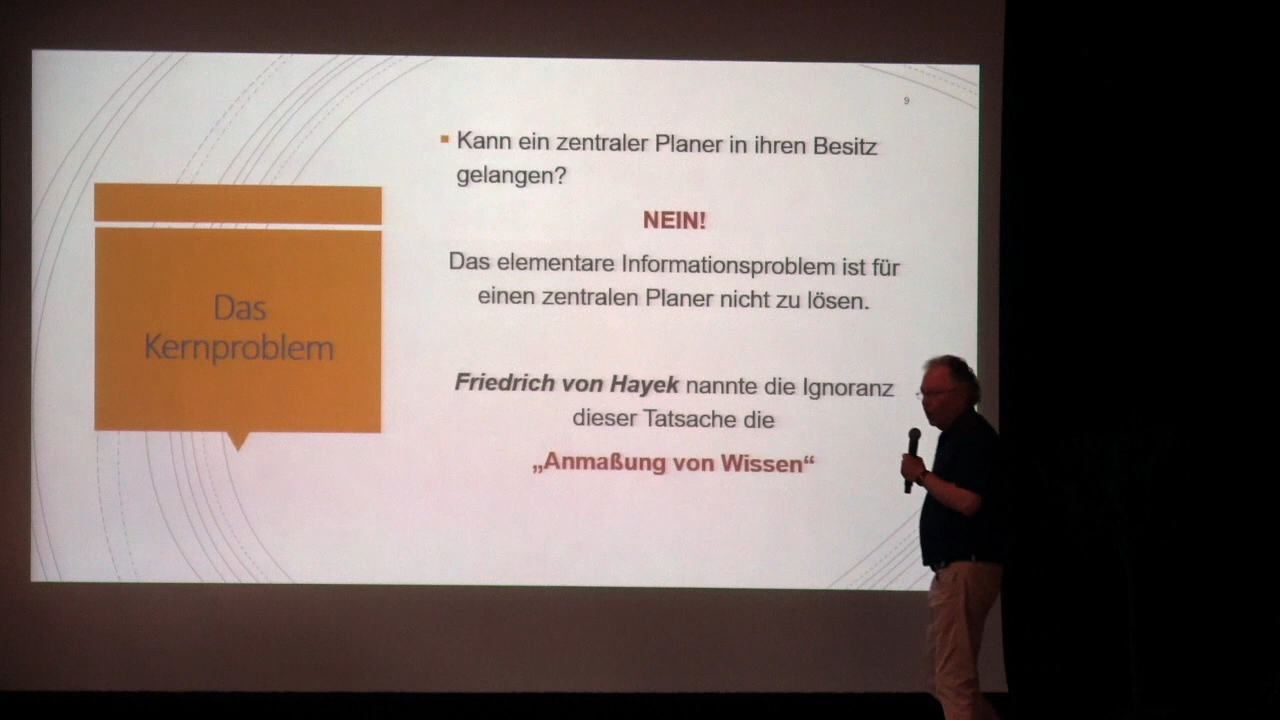 9
Das
Kernproblem
Kann ein zentraler Planer in ihren Besitz
gelangen?
NEIN!
Das elementare Informationsproblem ist für
einen zentralen Planer nicht zu lösen.
Friedrich von Hayek nannte die Ignoranz
dieser Tatsache die
„Anmaßung von Wissen“